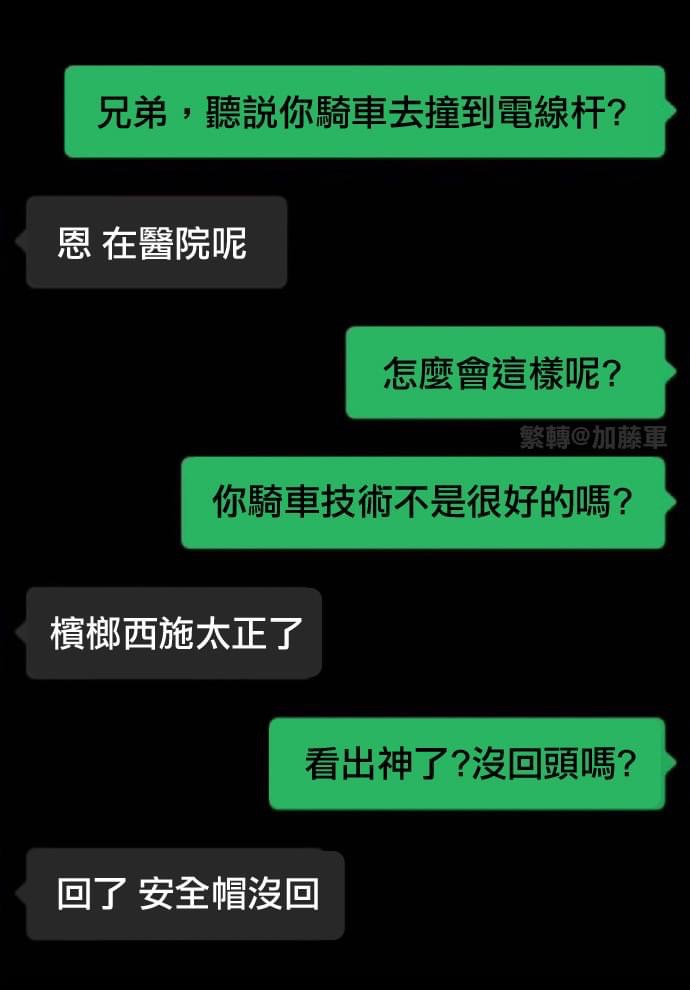 兄弟，聽説你騎車去撞到電線杆?
恩 在醫院呢
怎麼會這樣呢?
繁轉@加藤軍
你騎車技術不是很好的嗎?
檳榔西施太正了
看出神了?沒回頭嗎?
回了 安全帽沒回